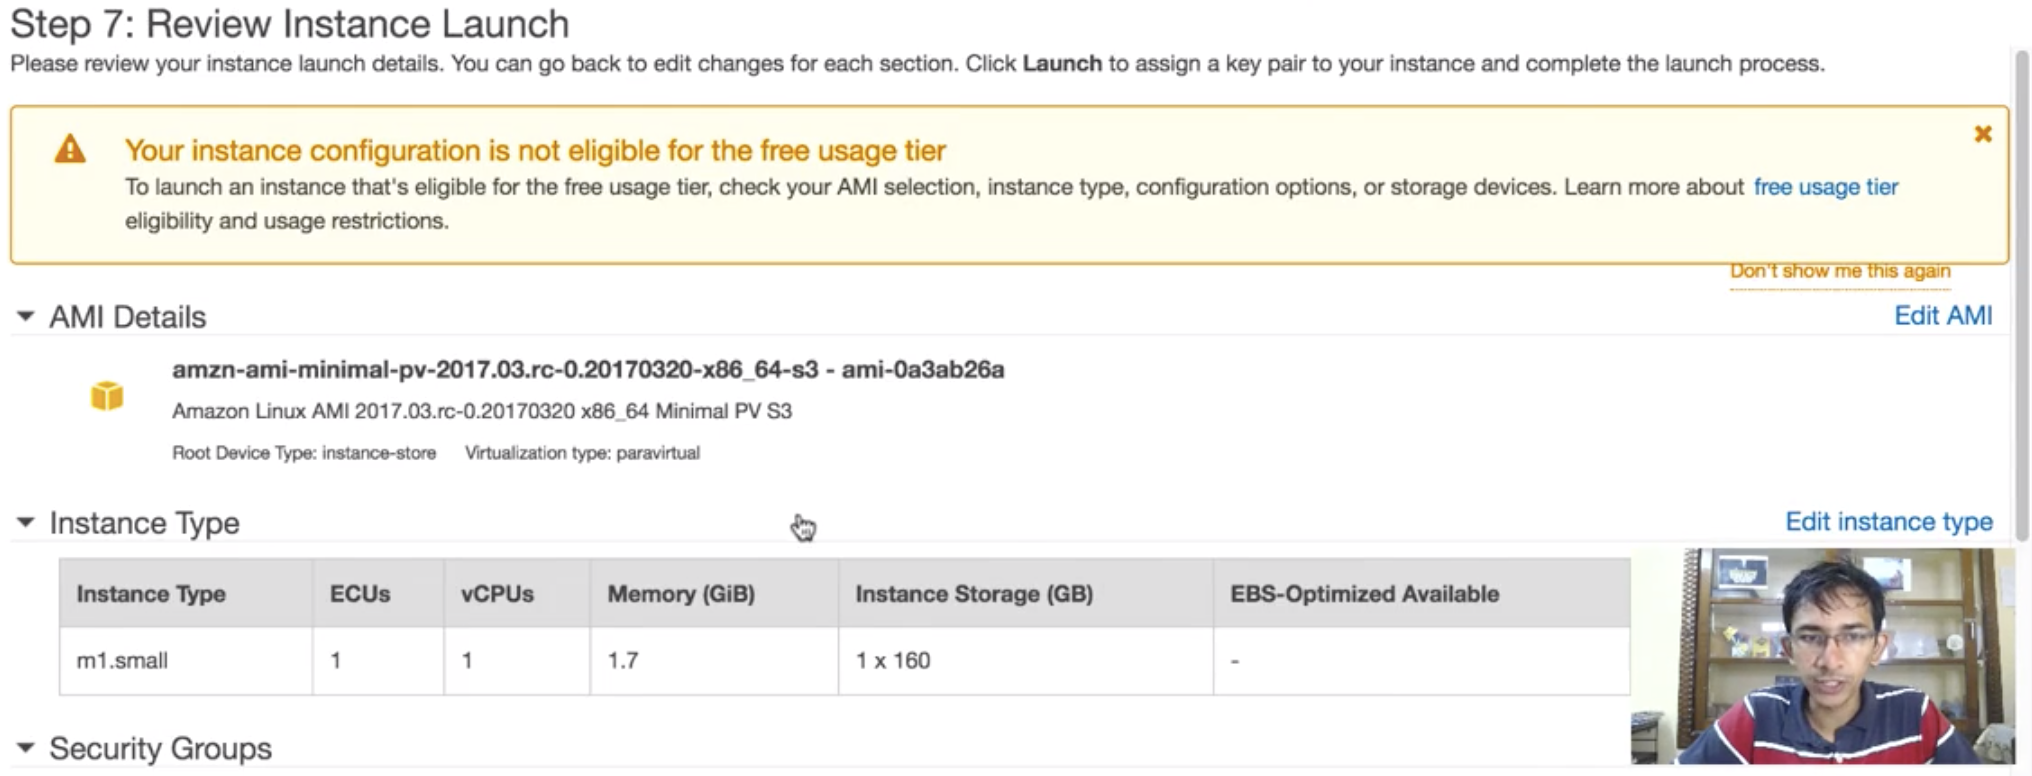 Step 7: Review Instance Launch
Please review your instance launch details. You can go back to edit changes for each section. Click Launch to assign a key pair to your instance and complete the launch process.
Your instance configuration is not eligible for the free usage tier
To launch an instance that's eligible for the free usage tier, check your AMI selection, instance type, configuration options, or storage devices. Learn more about free usage tier
eligibility and usage restrictions.
Don't show me this again
AMI Details Edit AMI
amzn-ami-minimal-pv-2017.03.rc-0.20170320-x86_64-s3 - ami-0a3ab26a
Amazon Linux AMI 2017.03.rc-0.20170320 x86_64 Minimal PV S3
Root Device Type: instance-store Virtualization type: paravirtual
Instance Type Edit instance type
Instance Type ECUs vCPUs Memory (GiB) Instance Storage (GB) EBS-Optimized Available
m1.small 1 1 1.7 1 x 160 -
Security Groups